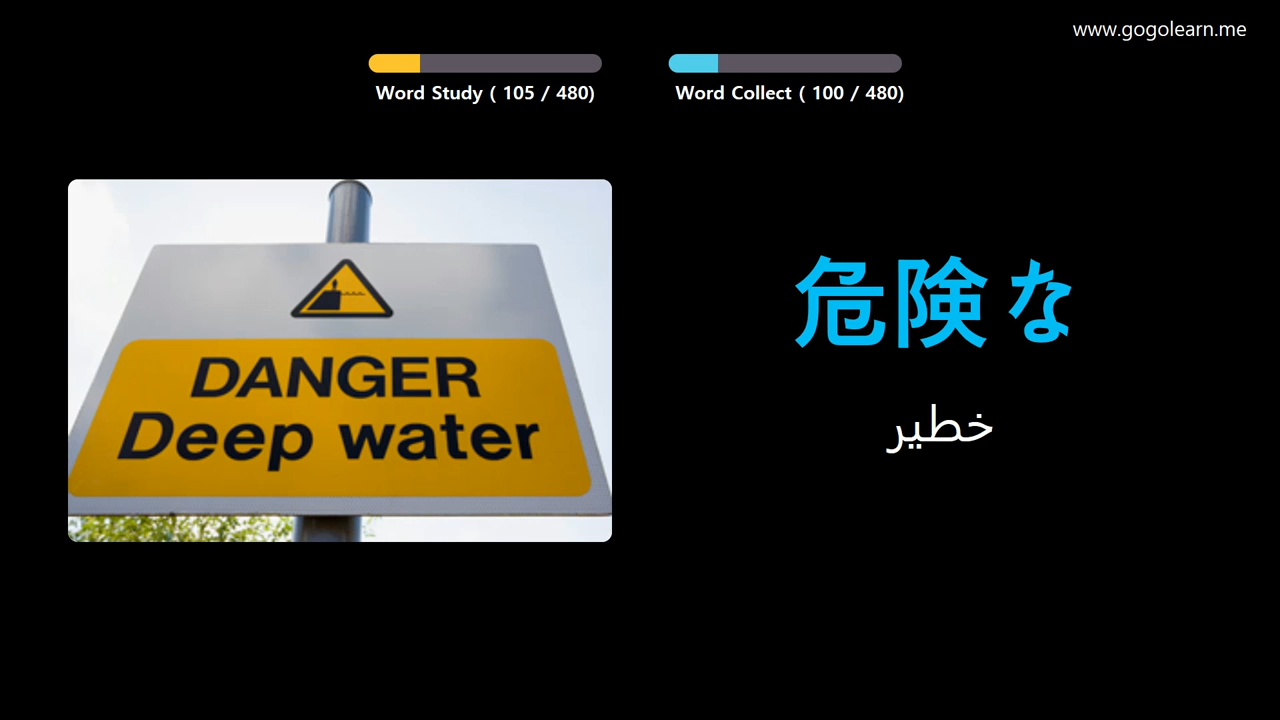 www.gogolearn.me
Word Study ( 105 / 480)
Word Collect ( 100 / 480)
DANGER
Deep water
危険な
خطير